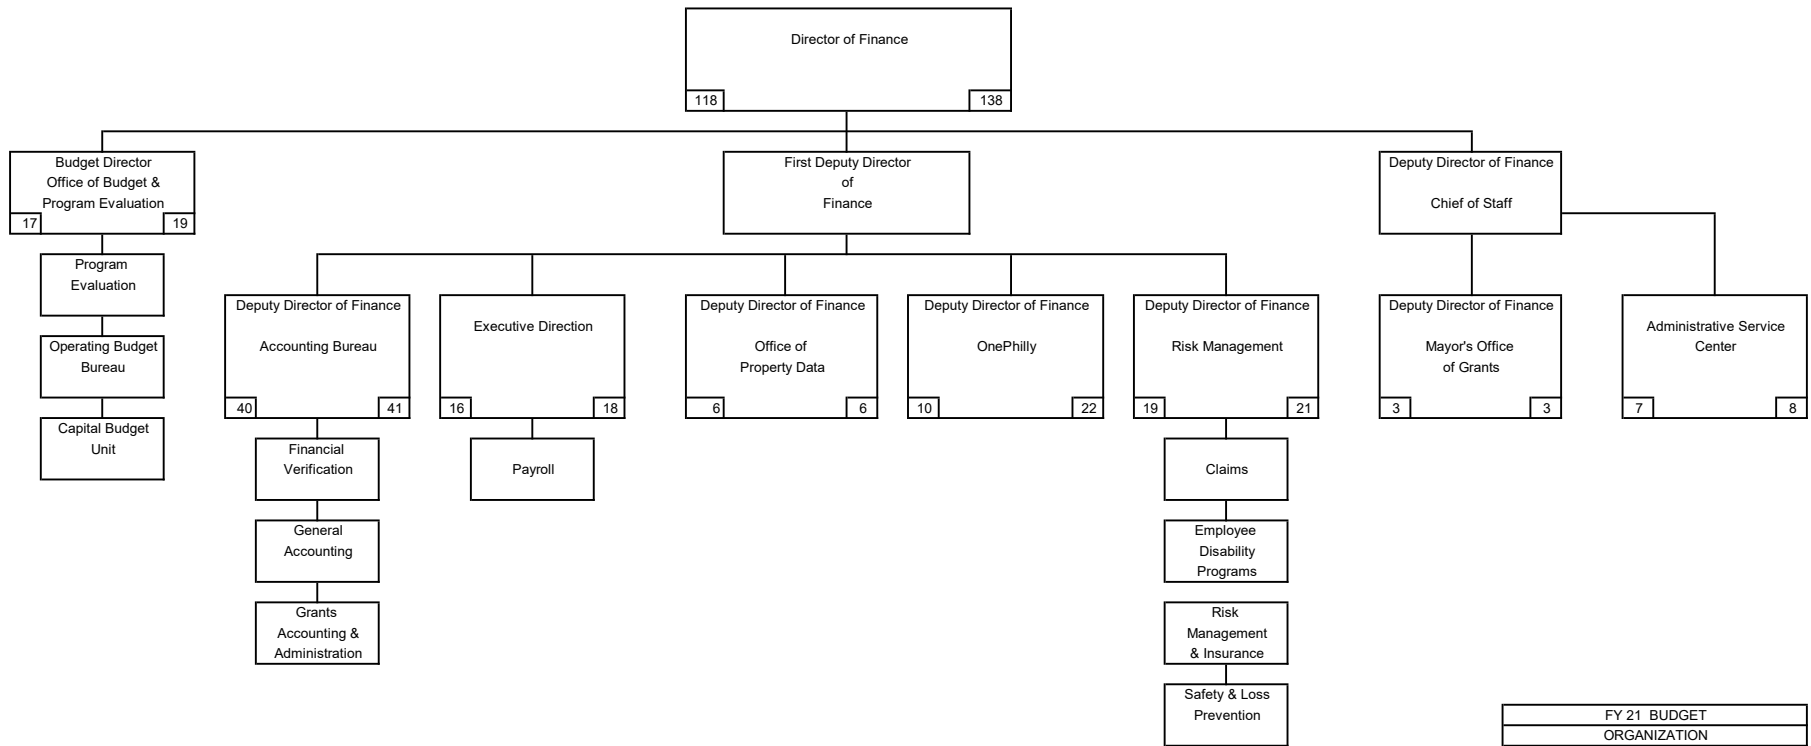 Director of Finance
118 138
Budget Director
Office of Budget &
Program Evaluation
17 19
First Deputy Director
of
Finance
Deputy Director of Finance
Chief of Staff
Program
Evaluation
Operating Budget
Bureau
Capital Budget
Unit
Deputy Director of Finance
Accounting Bureau
40 41
Executive Direction
16 18
Deputy Director of Finance
Office of
Property Data
6 6
Deputy Director of Finance
OnePhilly
10 22
Deputy Director of Finance
Risk Management
19 21
Deputy Director of Finance
Mayor's Office
of Grants
3 3
Administrative Service
Center
7 8
Financial
Verification
General
Accounting
Grants
Accounting &
Administration
Payroll
Claims
Employee
Disability
Programs
Risk
Management
& Insurance
Safety & Loss
Prevention
FY 21 BUDGET
ORGANIZATION